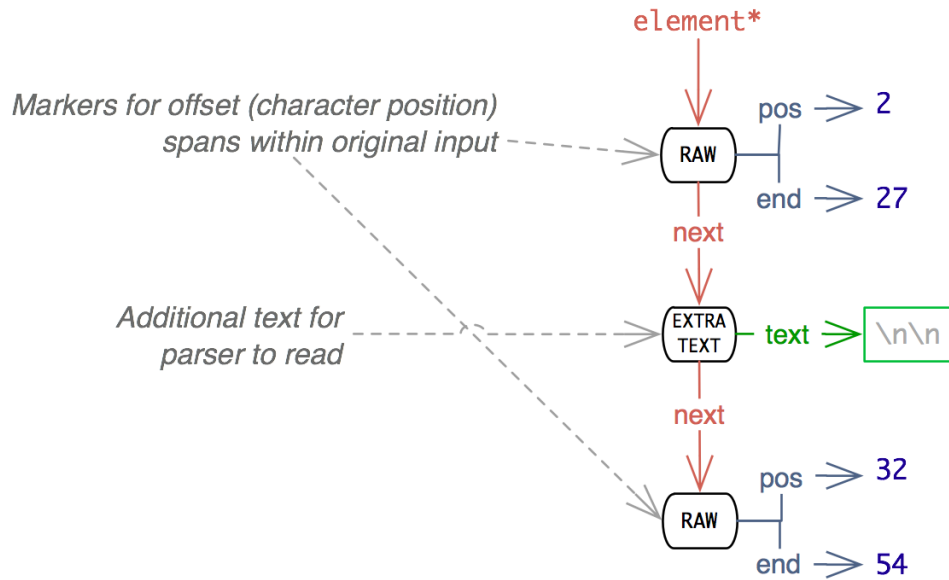 element*
Markers for offset (character position)
spans within original input
RAW
pos
2
end
27
next
Additional text for
parser to read
EXTRA
TEXT
text
\n\n
next
RAW
pos
32
end
54